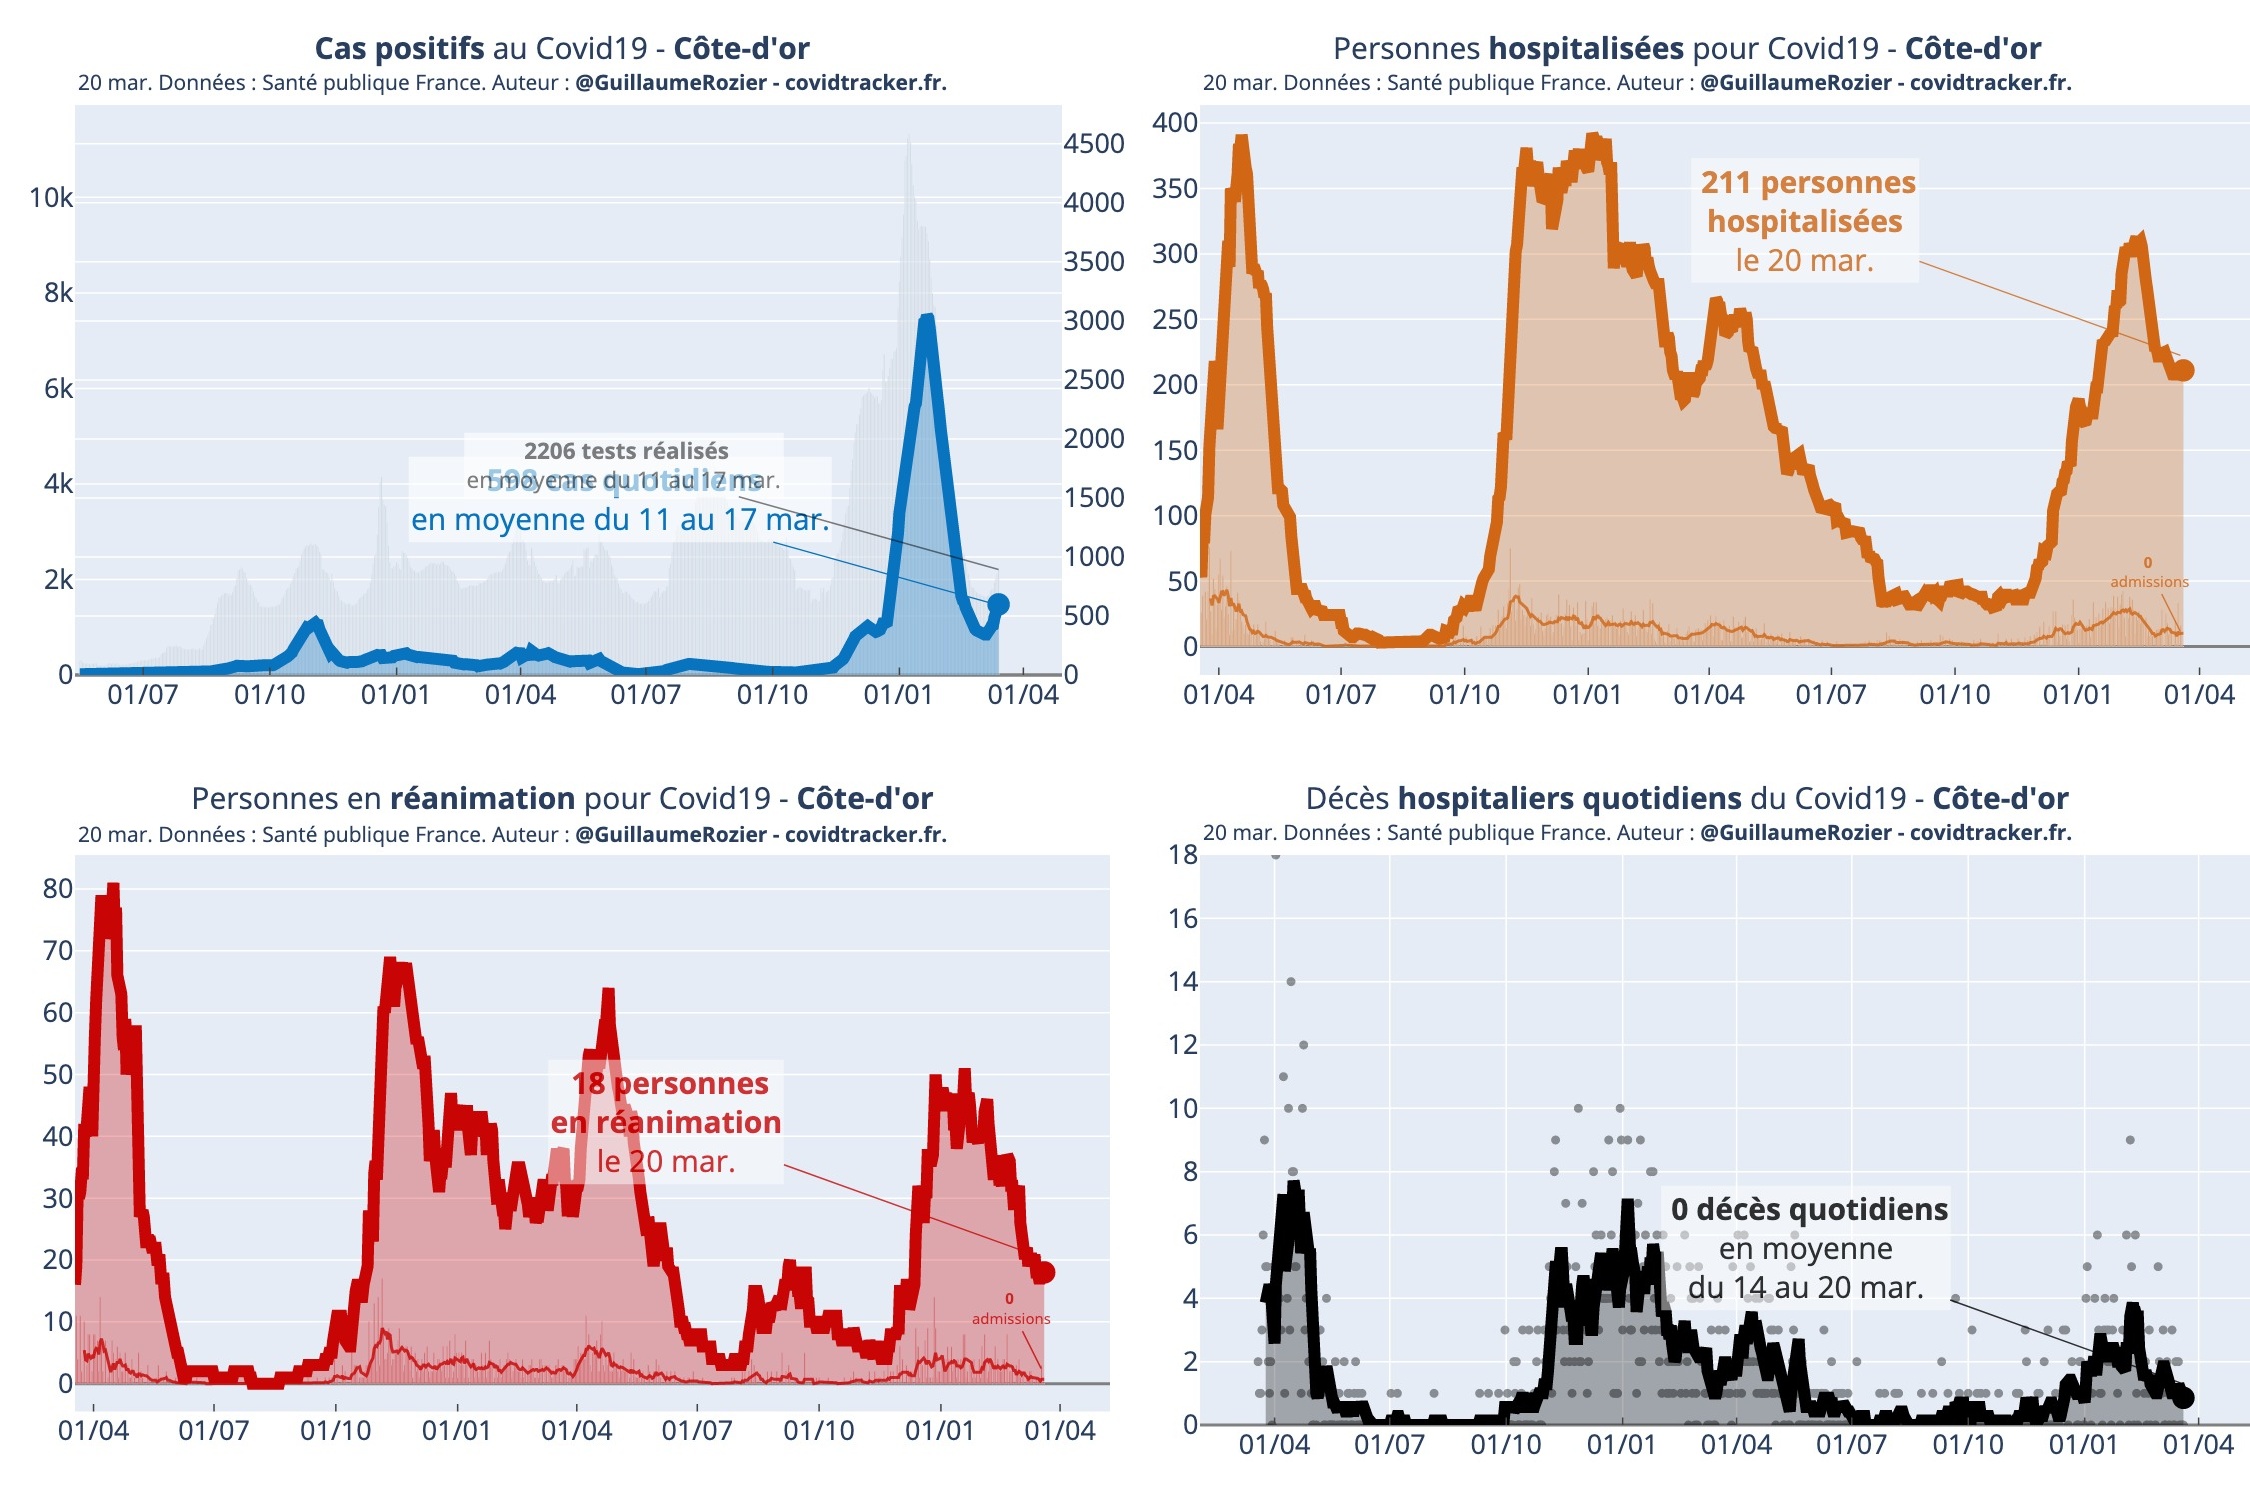 Cas positifs au Covid19 - Côte-d'or
20 mar. Données : Santé publique France. Auteur : @GuillaumeRozier - covidtracker.fr.
10k
8k
6k
4k
2k
0
4500
4000
3500
3000
2500
2000
1500
1000
500
0
2206 tests réalisés
en moyenne du 11 au 17 mar.
598 cas quotidiens
en moyenne du 11 au 17 mar.
01/07 01/10 01/01 01/04 01/07 01/10 01/01 01/04
Personnes hospitalisées pour Covid19 - Côte-d'or
20 mar. Données : Santé publique France. Auteur : @GuillaumeRozier - covidtracker.fr.
400
350
300
250
200
150
100
50
0
211 personnes
hospitalisées
le 20 mar.
0
admissions
01/04 01/07 01/10 01/01 01/04 01/07 01/10 01/01 01/04
Personnes en réanimation pour Covid19 - Côte-d'or
20 mar. Données : Santé publique France. Auteur : @GuillaumeRozier - covidtracker.fr.
80
70
60
50
40
30
20
10
0
18 personnes
en réanimation
le 20 mar.
0
admissions
01/04 01/07 01/10 01/01 01/04 01/07 01/10 01/01 01/04
Décès hospitaliers quotidiens du Covid19 - Côte-d'or
20 mar. Données : Santé publique France. Auteur : @GuillaumeRozier - covidtracker.fr.
18
16
14
12
10
8
6
4
2
0
0 décès quotidiens
en moyenne
du 14 au 20 mar.
01/04 01/07 01/10 01/01 01/04 01/07 01/10 01/01 01/04